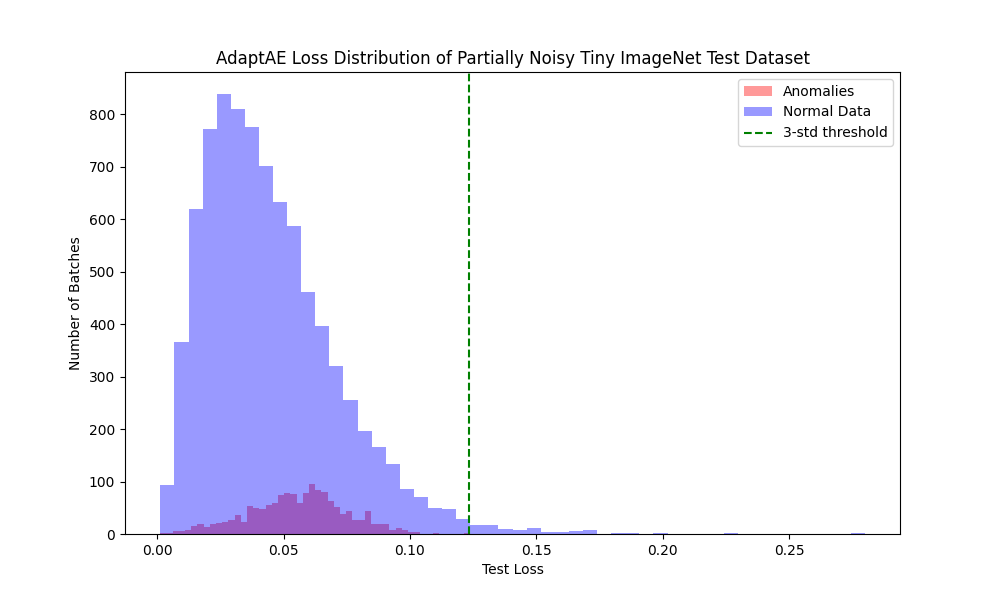 AdaptAE Loss Distribution of Partially Noisy Tiny ImageNet Test Dataset
Anomalies
Normal Data
3-std threshold
Number of Batches
800
700
600
500
400
300
200
100
0
0.00 0.05 0.10 0.15 0.20 0.25
Test Loss